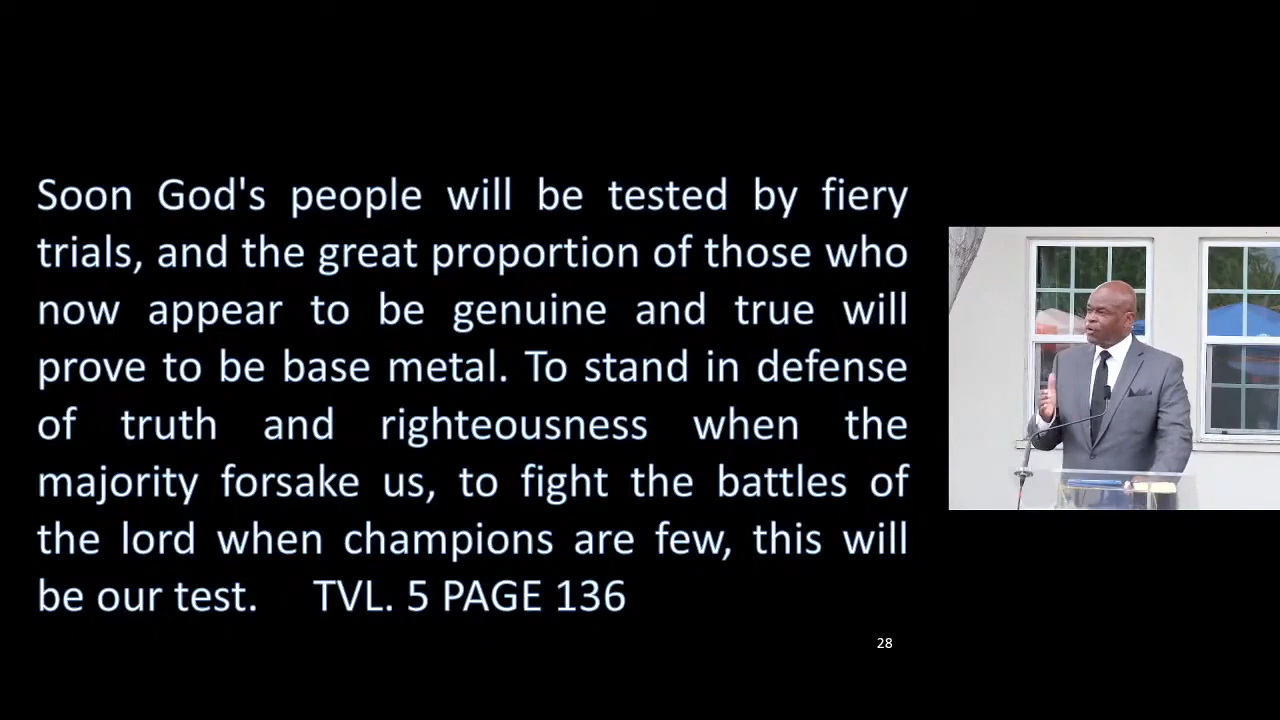 Soon God's people will be tested by fiery
trials, and the great proportion of those who
now appear to be genuine and true will
prove to be base metal. To stand in defense
of truth and righteousness when the
majority forsake us, to fight the battles of
the lord when champions are few, this will
be our test. TVL. 5 PAGE 136
28